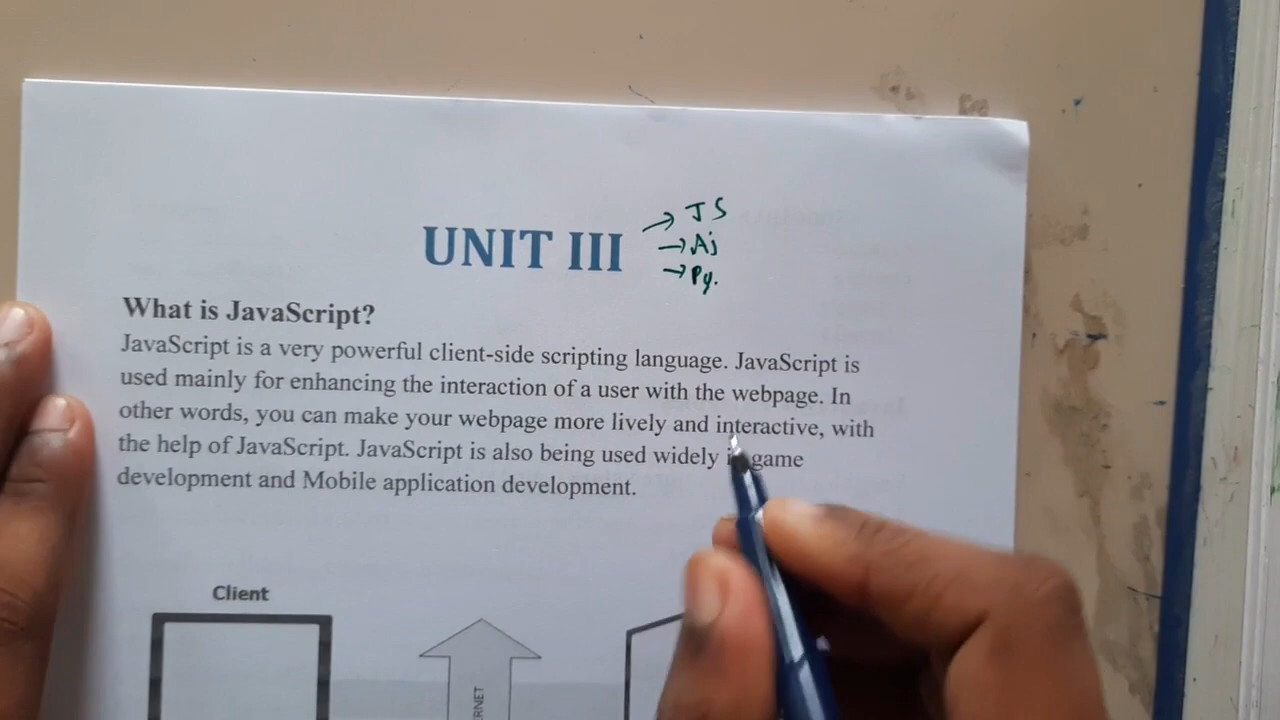 UNIT III
→ JS
→ Aj
→ Py.
What is JavaScript?
JavaScript is a very powerful client-side scripting language. JavaScript is
used mainly for enhancing the interaction of a user with the webpage. In
other words, you can make your webpage more lively and interactive, with
the help of JavaScript. JavaScript is also being used widely in game
development and Mobile application development.
Client